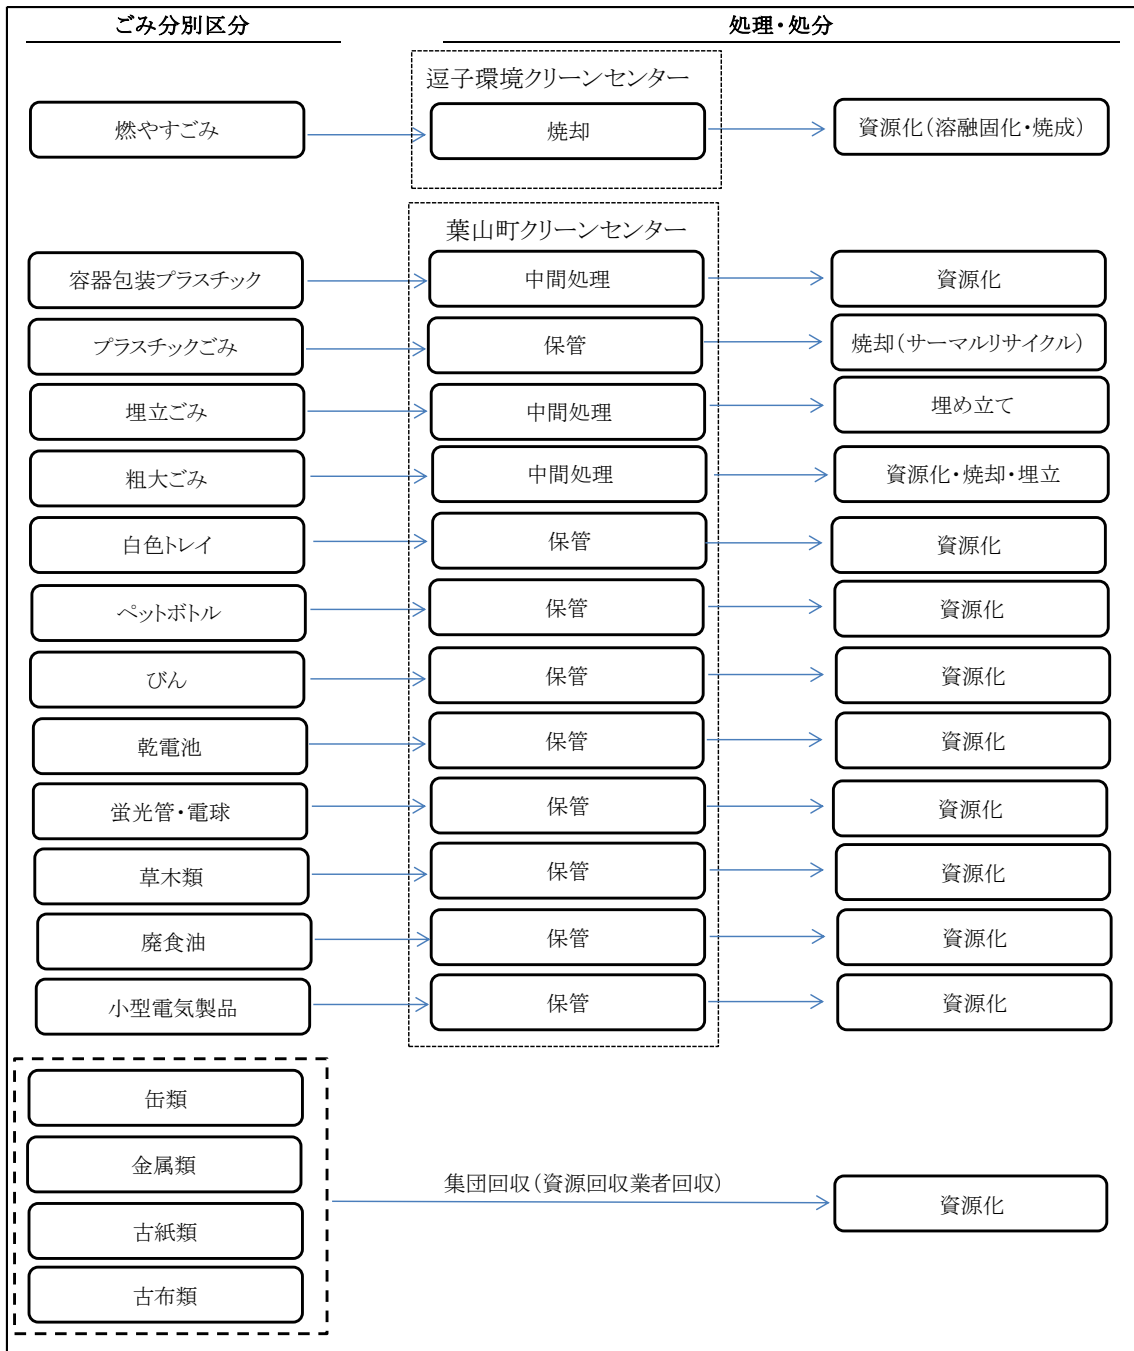 ごみ分別区分
処理・処分
逗子環境クリーンセンター
燃やすごみ
焼却
資源化（溶融固化・焼成）
葉山町クリーンセンター
容器包装プラスチック
中間処理
資源化
プラスチックごみ
保管
焼却（サーマルリサイクル）
埋立ごみ
中間処理
埋め立て
粗大ごみ
中間処理
資源化・焼却・埋立
白色トレイ
保管
資源化
ペットボトル
保管
資源化
びん
保管
資源化
乾電池
保管
資源化
蛍光管・電球
保管
資源化
草木類
保管
資源化
廃食油
保管
資源化
小型電気製品
保管
資源化
缶類
金属類
古紙類
古布類
集団回収（資源回収業者回収）
資源化